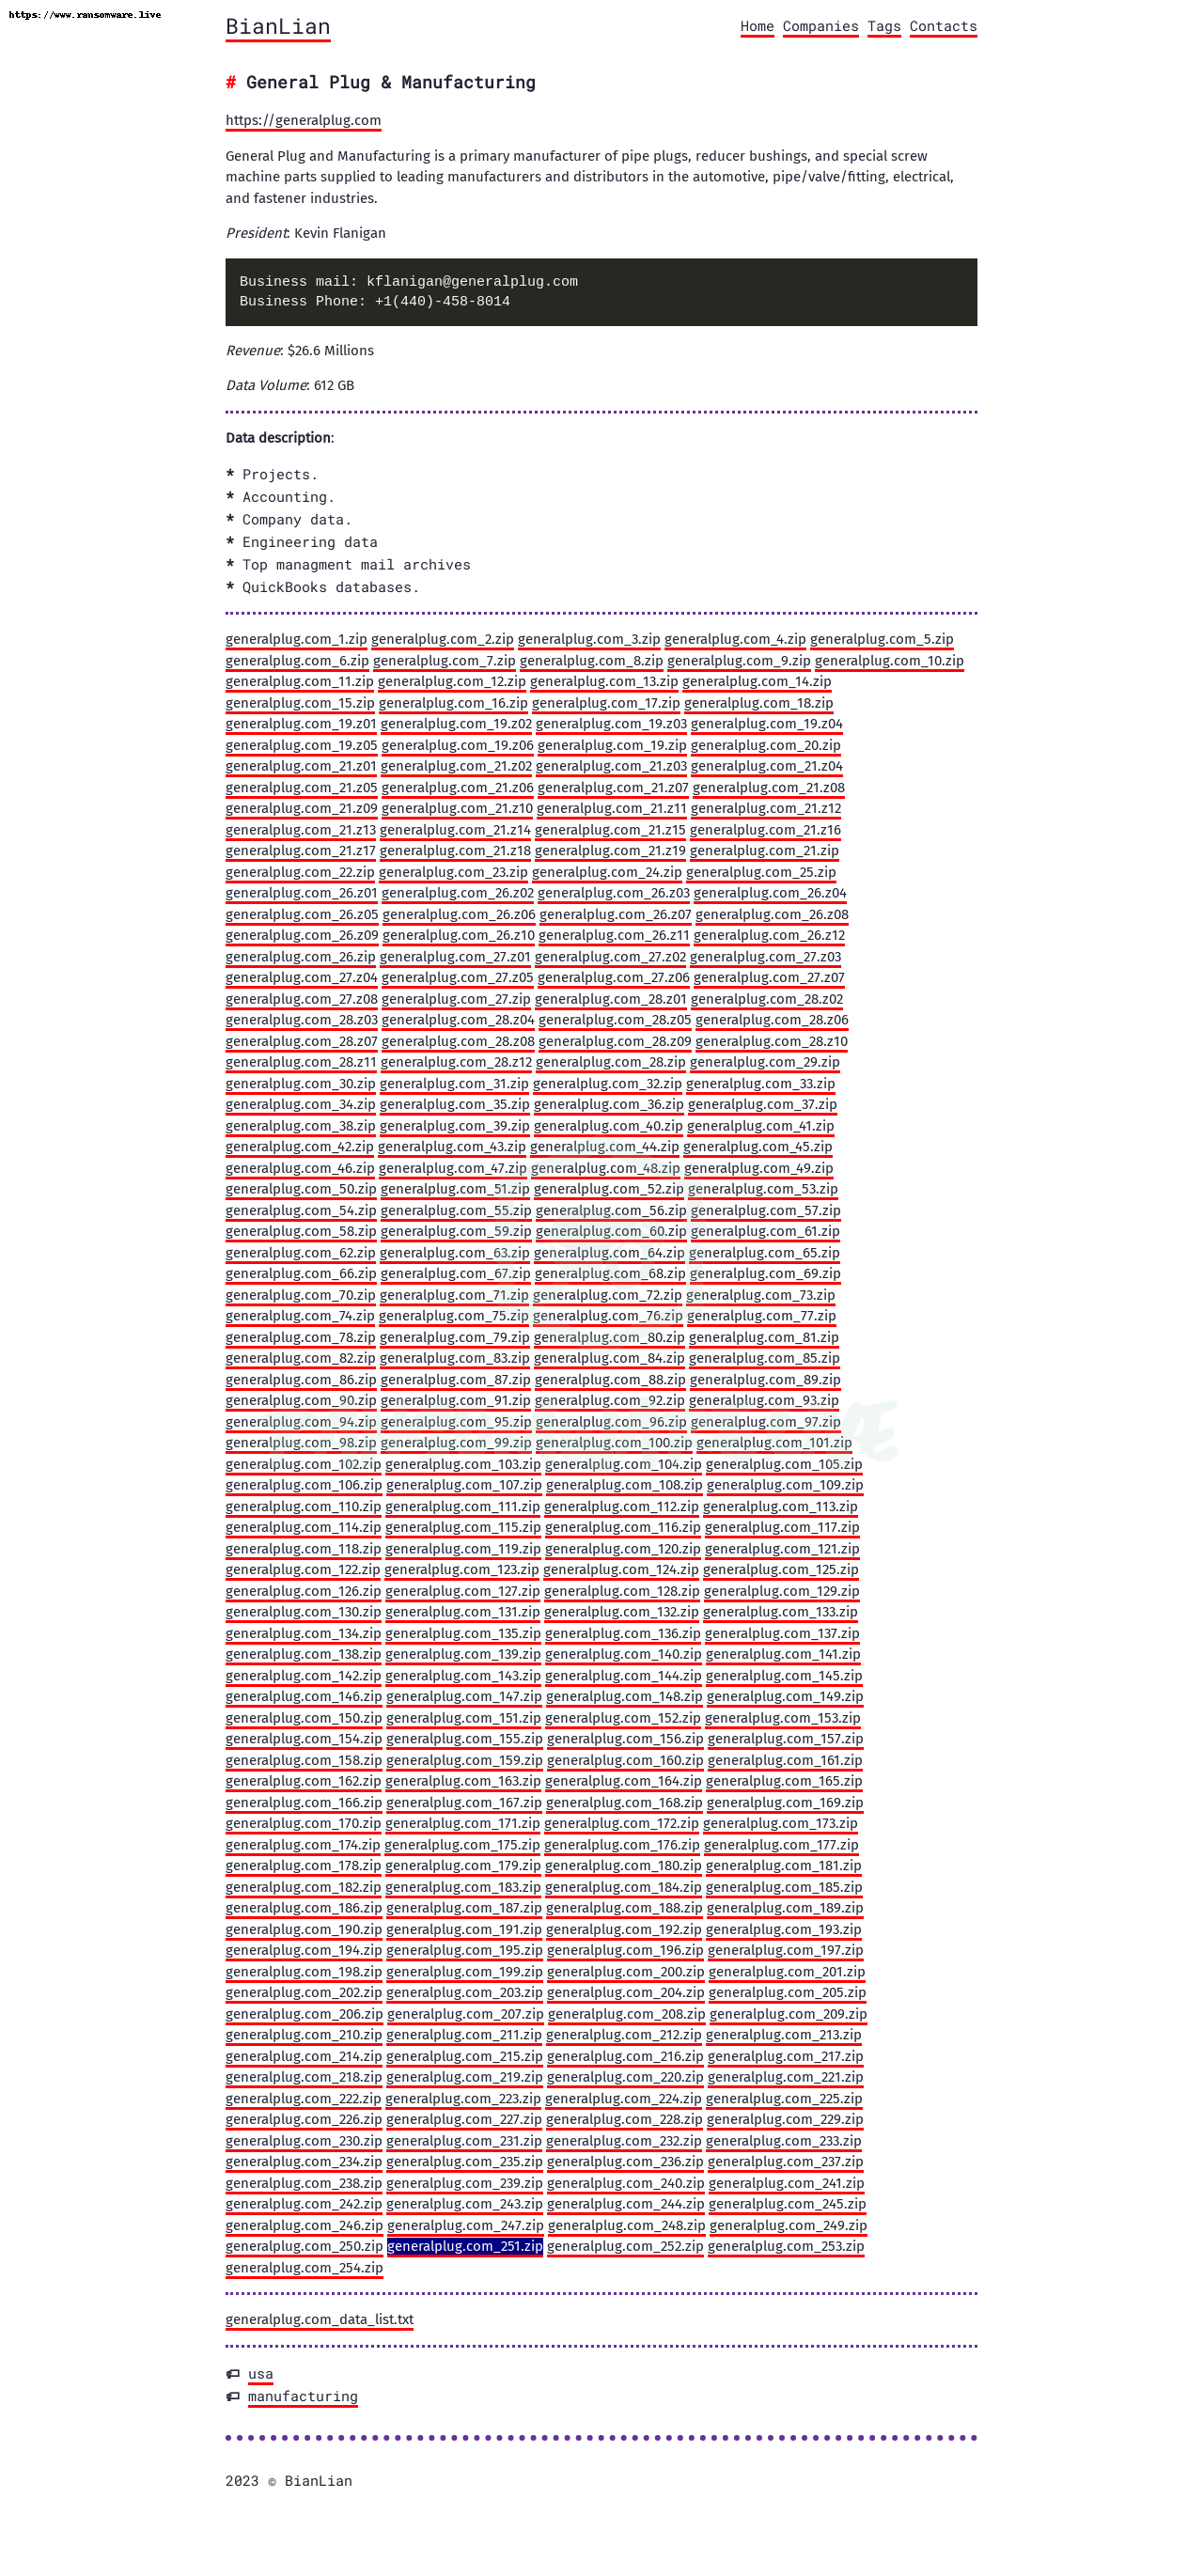 https://www.ransomware.live
BianLian
Home Companies Tags Contacts
# General Plug & Manufacturing
https://generalplug.com
General Plug and Manufacturing is a primary manufacturer of pipe plugs, reducer bushings, and special screw
machine parts supplied to leading manufacturers and distributors in the automotive, pipe/valve/fitting, electrical,
and fastener industries.
President: Kevin Flanigan
Business mail: kflanigan@generalplug.com
Business Phone: +1(440)-458-8014
Revenue: $26.6 Millions
Data Volume: 612 GB
Data description:
* Projects.
* Accounting.
* Company data.
* Engineering data
* Top managment mail archives
* QuickBooks databases.
generalplug.com_1.zip generalplug.com_2.zip generalplug.com_3.zip generalplug.com_4.zip generalplug.com_5.zip
generalplug.com_6.zip generalplug.com_7.zip generalplug.com_8.zip generalplug.com_9.zip generalplug.com_10.zip
generalplug.com_11.zip generalplug.com_12.zip generalplug.com_13.zip generalplug.com_14.zip
generalplug.com_15.zip generalplug.com_16.zip generalplug.com_17.zip generalplug.com_18.zip
generalplug.com_19.z01 generalplug.com_19.z02 generalplug.com_19.z03 generalplug.com_19.z04
generalplug.com_19.z05 generalplug.com_19.z06 generalplug.com_19.zip generalplug.com_20.zip
generalplug.com_21.z01 generalplug.com_21.z02 generalplug.com_21.z03 generalplug.com_21.z04
generalplug.com_21.z05 generalplug.com_21.z06 generalplug.com_21.z07 generalplug.com_21.z08
generalplug.com_21.z09 generalplug.com_21.z10 generalplug.com_21.z11 generalplug.com_21.z12
generalplug.com_21.z13 generalplug.com_21.z14 generalplug.com_21.z15 generalplug.com_21.z16
generalplug.com_21.z17 generalplug.com_21.z18 generalplug.com_21.z19 generalplug.com_21.zip
generalplug.com_22.zip generalplug.com_23.zip generalplug.com_24.zip generalplug.com_25.zip
generalplug.com_26.z01 generalplug.com_26.z02 generalplug.com_26.z03 generalplug.com_26.z04
generalplug.com_26.z05 generalplug.com_26.z06 generalplug.com_26.z07 generalplug.com_26.z08
generalplug.com_26.z09 generalplug.com_26.z10 generalplug.com_26.z11 generalplug.com_26.z12
generalplug.com_26.zip generalplug.com_27.z01 generalplug.com_27.z02 generalplug.com_27.z03
generalplug.com_27.z04 generalplug.com_27.z05 generalplug.com_27.z06 generalplug.com_27.z07
generalplug.com_27.z08 generalplug.com_27.zip generalplug.com_28.z01 generalplug.com_28.z02
generalplug.com_28.z03 generalplug.com_28.z04 generalplug.com_28.z05 generalplug.com_28.z06
generalplug.com_28.z07 generalplug.com_28.z08 generalplug.com_28.z09 generalplug.com_28.z10
generalplug.com_28.z11 generalplug.com_28.z12 generalplug.com_28.zip generalplug.com_29.zip
generalplug.com_30.zip generalplug.com_31.zip generalplug.com_32.zip generalplug.com_33.zip
generalplug.com_34.zip generalplug.com_35.zip generalplug.com_36.zip generalplug.com_37.zip
generalplug.com_38.zip generalplug.com_39.zip generalplug.com_40.zip generalplug.com_41.zip
generalplug.com_42.zip generalplug.com_43.zip generalplug.com_44.zip generalplug.com_45.zip
generalplug.com_46.zip generalplug.com_47.zip generalplug.com_48.zip generalplug.com_49.zip
generalplug.com_50.zip generalplug.com_51.zip generalplug.com_52.zip generalplug.com_53.zip
generalplug.com_54.zip generalplug.com_55.zip generalplug.com_56.zip generalplug.com_57.zip
generalplug.com_58.zip generalplug.com_59.zip generalplug.com_60.zip generalplug.com_61.zip
generalplug.com_62.zip generalplug.com_63.zip generalplug.com_64.zip generalplug.com_65.zip
generalplug.com_66.zip generalplug.com_67.zip generalplug.com_68.zip generalplug.com_69.zip
generalplug.com_70.zip generalplug.com_71.zip generalplug.com_72.zip generalplug.com_73.zip
generalplug.com_74.zip generalplug.com_75.zip generalplug.com_76.zip generalplug.com_77.zip
generalplug.com_78.zip generalplug.com_79.zip generalplug.com_80.zip generalplug.com_81.zip
generalplug.com_82.zip generalplug.com_83.zip generalplug.com_84.zip generalplug.com_85.zip
generalplug.com_86.zip generalplug.com_87.zip generalplug.com_88.zip generalplug.com_89.zip
generalplug.com_90.zip generalplug.com_91.zip generalplug.com_92.zip generalplug.com_93.zip
generalplug.com_94.zip generalplug.com_95.zip generalplug.com_96.zip generalplug.com_97.zip
generalplug.com_98.zip generalplug.com_99.zip generalplug.com_100.zip generalplug.com_101.zip
generalplug.com_102.zip generalplug.com_103.zip generalplug.com_104.zip generalplug.com_105.zip
generalplug.com_106.zip generalplug.com_107.zip generalplug.com_108.zip generalplug.com_109.zip
generalplug.com_110.zip generalplug.com_111.zip generalplug.com_112.zip generalplug.com_113.zip
generalplug.com_114.zip generalplug.com_115.zip generalplug.com_116.zip generalplug.com_117.zip
generalplug.com_118.zip generalplug.com_119.zip generalplug.com_120.zip generalplug.com_121.zip
generalplug.com_122.zip generalplug.com_123.zip generalplug.com_124.zip generalplug.com_125.zip
generalplug.com_126.zip generalplug.com_127.zip generalplug.com_128.zip generalplug.com_129.zip
generalplug.com_130.zip generalplug.com_131.zip generalplug.com_132.zip generalplug.com_133.zip
generalplug.com_134.zip generalplug.com_135.zip generalplug.com_136.zip generalplug.com_137.zip
generalplug.com_138.zip generalplug.com_139.zip generalplug.com_140.zip generalplug.com_141.zip
generalplug.com_142.zip generalplug.com_143.zip generalplug.com_144.zip generalplug.com_145.zip
generalplug.com_146.zip generalplug.com_147.zip generalplug.com_148.zip generalplug.com_149.zip
generalplug.com_150.zip generalplug.com_151.zip generalplug.com_152.zip generalplug.com_153.zip
generalplug.com_154.zip generalplug.com_155.zip generalplug.com_156.zip generalplug.com_157.zip
generalplug.com_158.zip generalplug.com_159.zip generalplug.com_160.zip generalplug.com_161.zip
generalplug.com_162.zip generalplug.com_163.zip generalplug.com_164.zip generalplug.com_165.zip
generalplug.com_166.zip generalplug.com_167.zip generalplug.com_168.zip generalplug.com_169.zip
generalplug.com_170.zip generalplug.com_171.zip generalplug.com_172.zip generalplug.com_173.zip
generalplug.com_174.zip generalplug.com_175.zip generalplug.com_176.zip generalplug.com_177.zip
generalplug.com_178.zip generalplug.com_179.zip generalplug.com_180.zip generalplug.com_181.zip
generalplug.com_182.zip generalplug.com_183.zip generalplug.com_184.zip generalplug.com_185.zip
generalplug.com_186.zip generalplug.com_187.zip generalplug.com_188.zip generalplug.com_189.zip
generalplug.com_190.zip generalplug.com_191.zip generalplug.com_192.zip generalplug.com_193.zip
generalplug.com_194.zip generalplug.com_195.zip generalplug.com_196.zip generalplug.com_197.zip
generalplug.com_198.zip generalplug.com_199.zip generalplug.com_200.zip generalplug.com_201.zip
generalplug.com_202.zip generalplug.com_203.zip generalplug.com_204.zip generalplug.com_205.zip
generalplug.com_206.zip generalplug.com_207.zip generalplug.com_208.zip generalplug.com_209.zip
generalplug.com_210.zip generalplug.com_211.zip generalplug.com_212.zip generalplug.com_213.zip
generalplug.com_214.zip generalplug.com_215.zip generalplug.com_216.zip generalplug.com_217.zip
generalplug.com_218.zip generalplug.com_219.zip generalplug.com_220.zip generalplug.com_221.zip
generalplug.com_222.zip generalplug.com_223.zip generalplug.com_224.zip generalplug.com_225.zip
generalplug.com_226.zip generalplug.com_227.zip generalplug.com_228.zip generalplug.com_229.zip
generalplug.com_230.zip generalplug.com_231.zip generalplug.com_232.zip generalplug.com_233.zip
generalplug.com_234.zip generalplug.com_235.zip generalplug.com_236.zip generalplug.com_237.zip
generalplug.com_238.zip generalplug.com_239.zip generalplug.com_240.zip generalplug.com_241.zip
generalplug.com_242.zip generalplug.com_243.zip generalplug.com_244.zip generalplug.com_245.zip
generalplug.com_246.zip generalplug.com_247.zip generalplug.com_248.zip generalplug.com_249.zip
generalplug.com_250.zip generalplug.com_251.zip generalplug.com_252.zip generalplug.com_253.zip
generalplug.com_254.zip
generalplug.com_data_list.txt
usa
manufacturing
2023 © BianLian